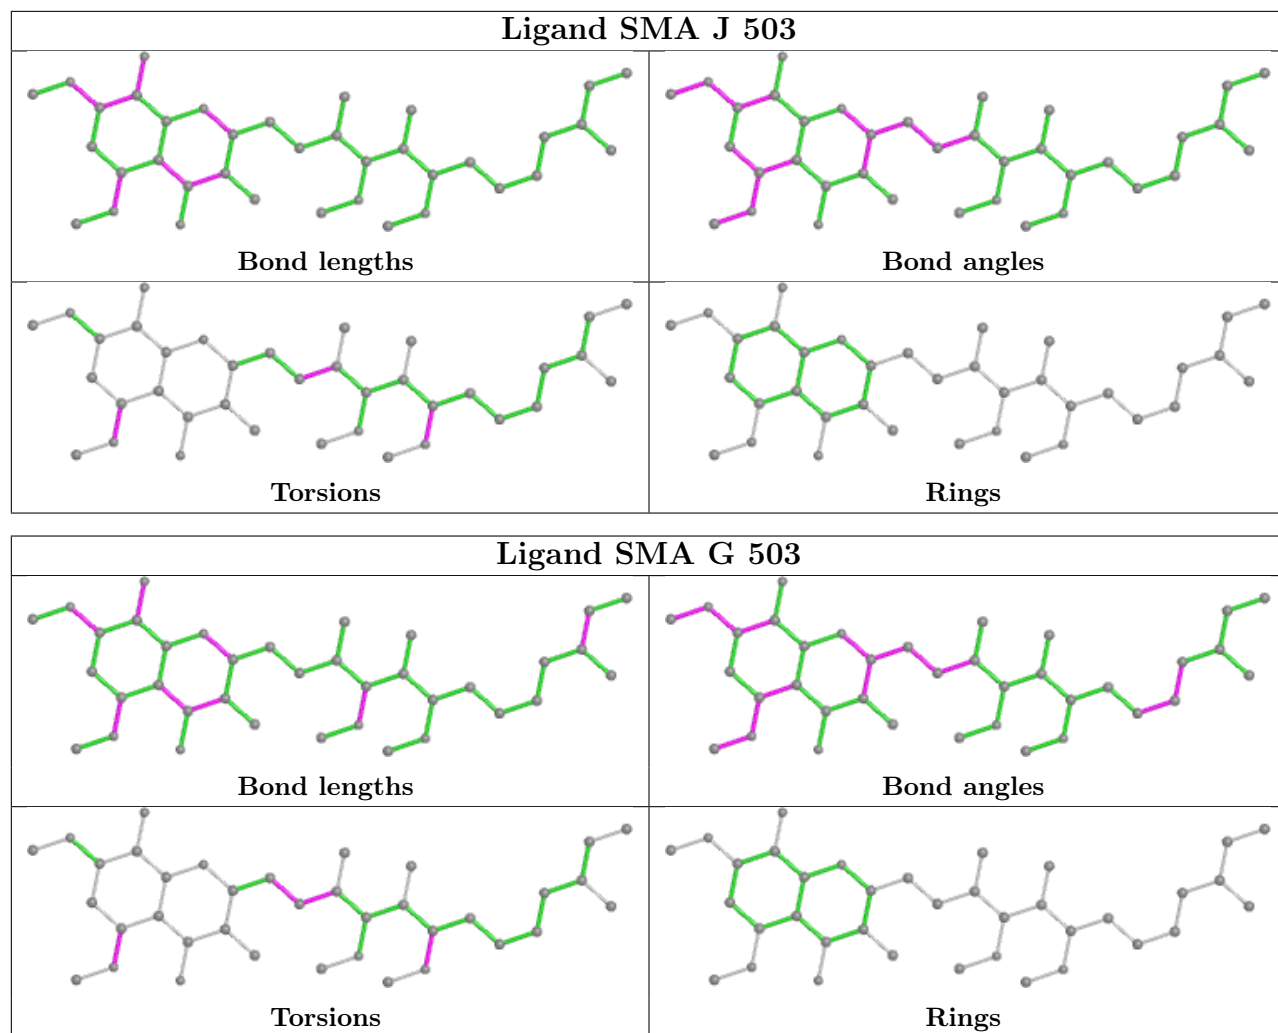 Ligand SMA J 503
Bond lengths
Bond angles
Torsions
Rings
Ligand SMA G 503
Bond lengths
Bond angles
Torsions
Rings